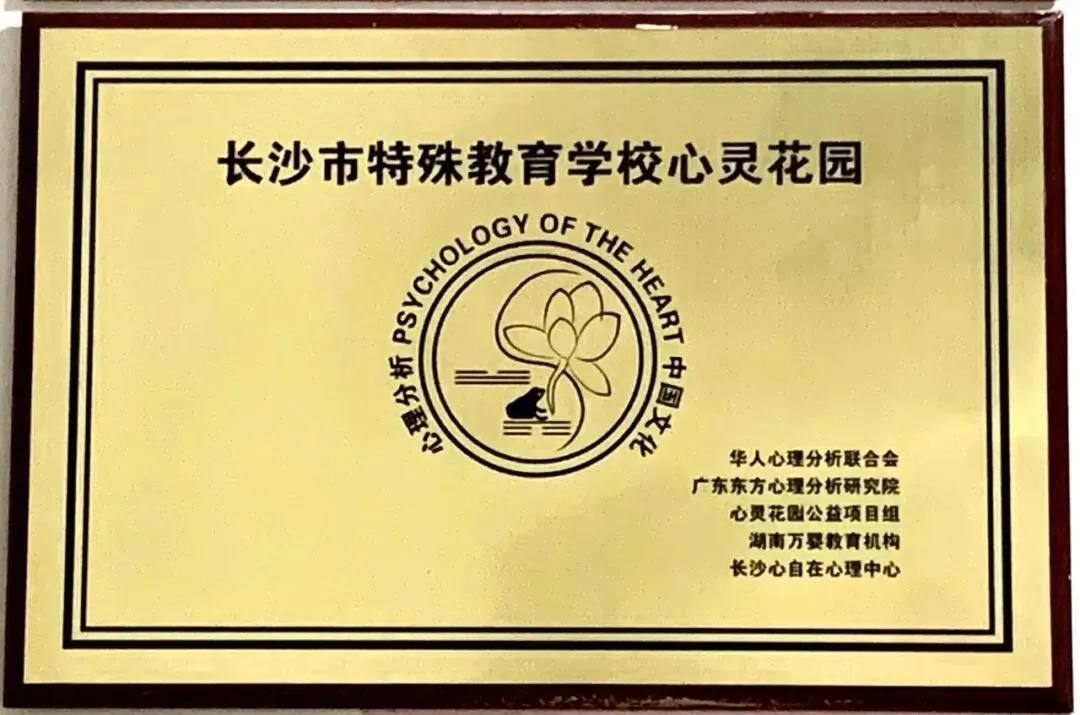 长沙市特殊教育学校心灵花园
心理分析 PSYCHOLOGY OF THE HEART 中国文化
华人心理分析联合会
广东东方心理分析研究院
心灵花园公益项目组
湖南万婴教育机构
长沙心自在心理中心